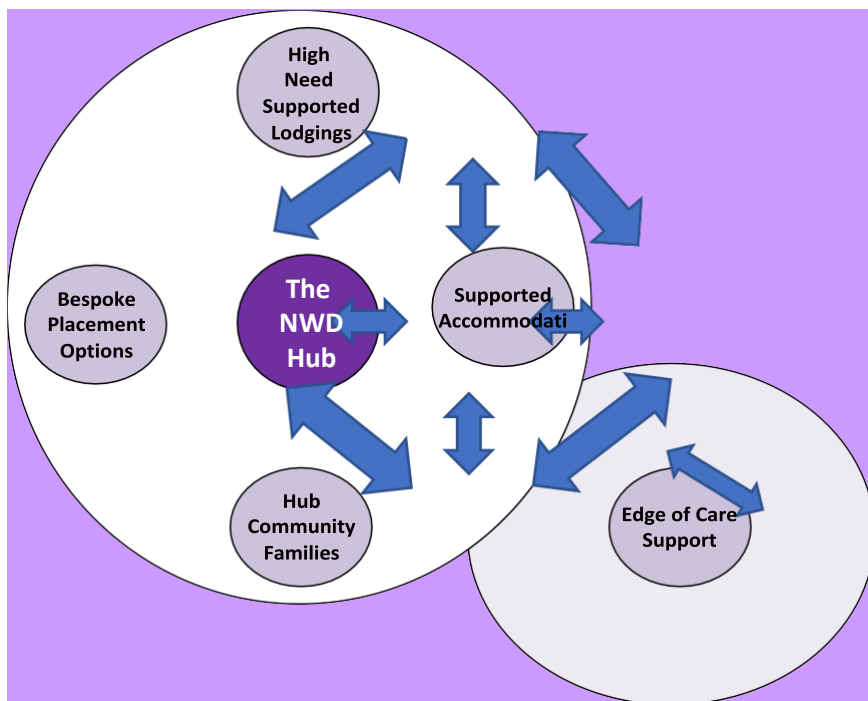 High
Need
Supported
Lodgings
Bespoke
Placement
Options
The
NWD
Hub
Supported
Accommodati
Hub
Community
Families
Edge of Care
Support